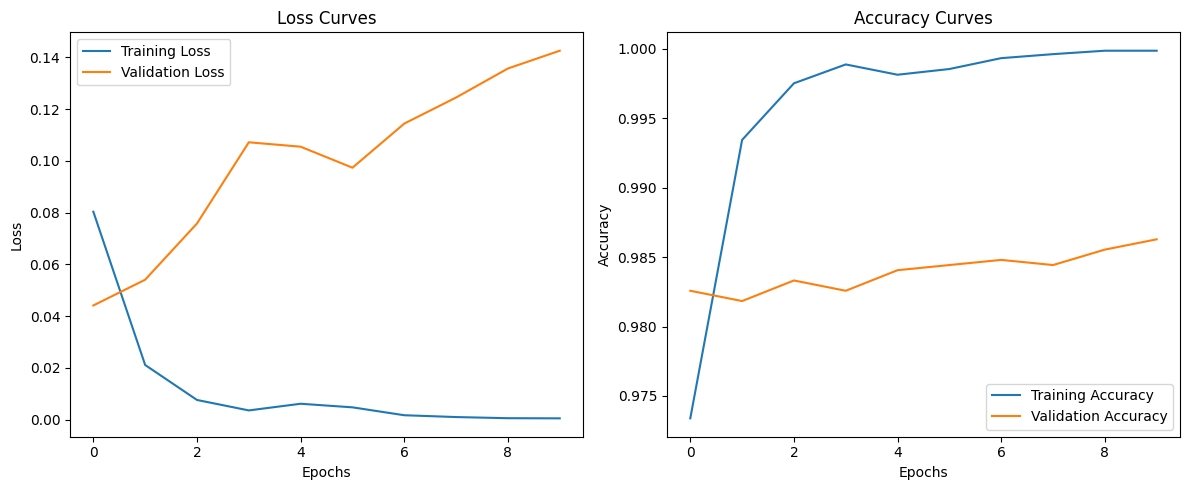 Loss Curves
Training Loss
Validation Loss
0.14
0.12
0.10
0.08
0.06
0.04
0.02
0.00
Loss
0 2 4 6 8
Epochs
Accuracy Curves
1.000
0.995
0.990
0.985
0.980
0.975
Accuracy
Training Accuracy
Validation Accuracy
0 2 4 6 8
Epochs